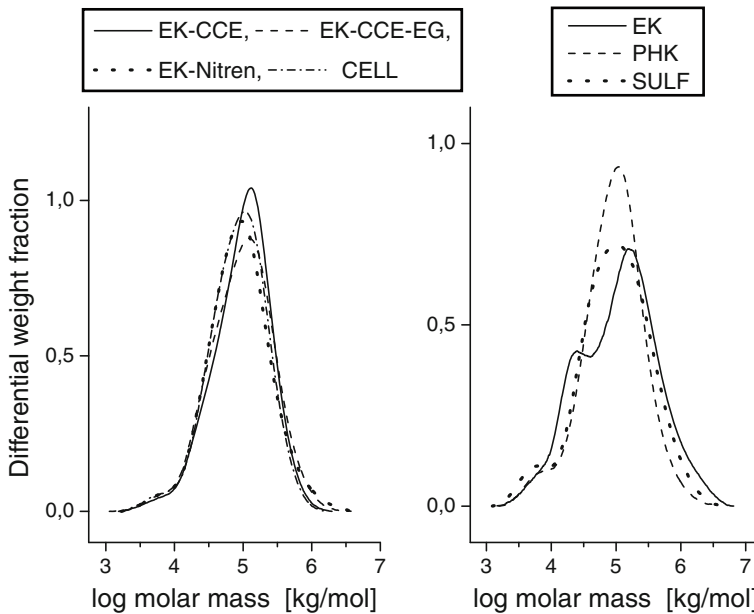 EK-CCE, EK-CCE-EG,
EK-Nitren, CELL
EK
PHK
SULF
Differential weight fraction
1,0
0,5
0,0
3 4 5 6 7
log molar mass [kg/mol]
1,0
0,5
0,0
3 4 5 6 7
log molar mass [kg/mol]